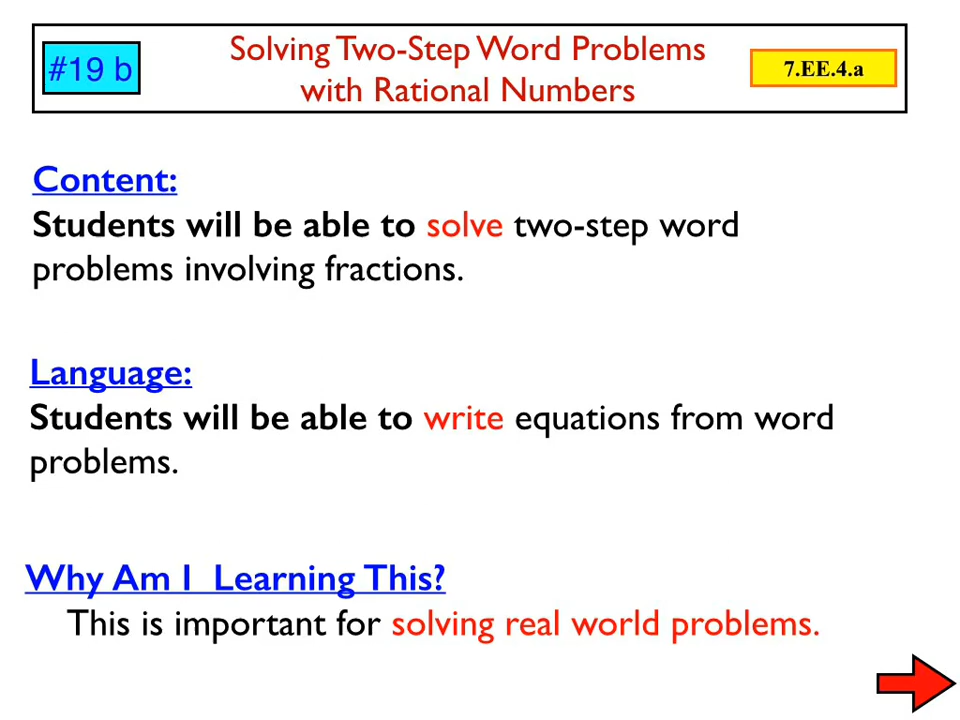 #19 b
Solving Two-Step Word Problems
with Rational Numbers
7.EE.4.a
Content:
Students will be able to solve two-step word
problems involving fractions.
Language:
Students will be able to write equations from word
problems.
Why Am I Learning This?
This is important for solving real world problems.